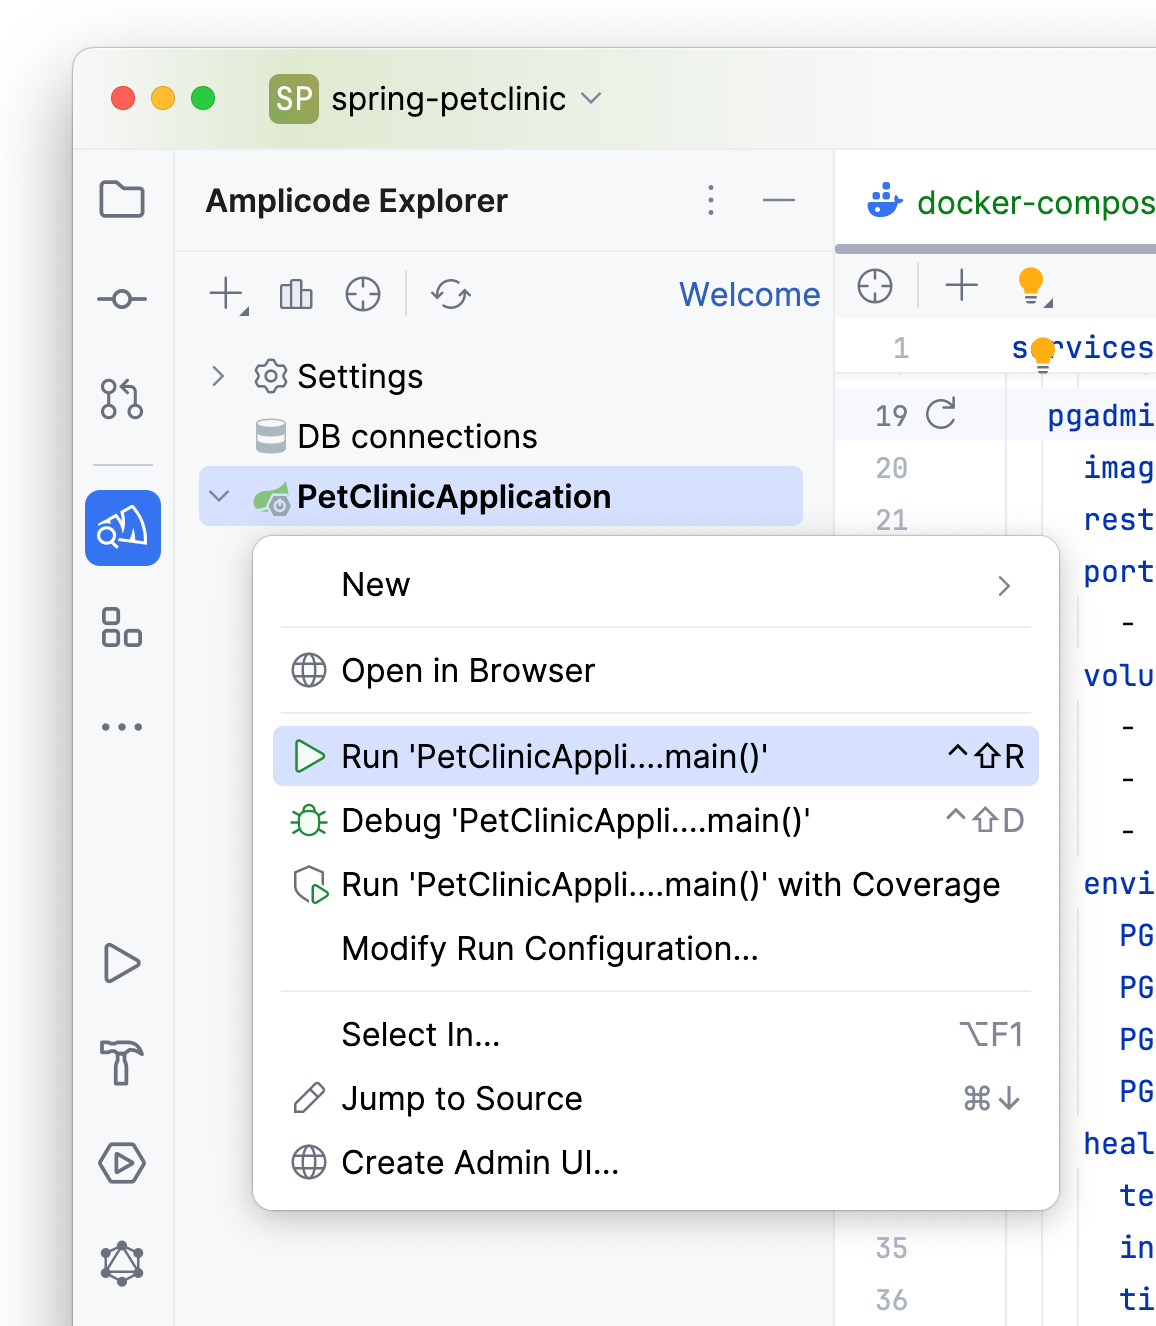 SP spring-petclinic
Amplicode Explorer
docker-compos
Welcome
Settings
DB connections
PetClinicApplication
New
Open in Browser
Run 'PetClinicAppli....main()' ^⇧R
Debug 'PetClinicAppli....main()' ^⇧D
Run 'PetClinicAppli....main()' with Coverage
Modify Run Configuration...
Select In... ⌥F1
Jump to Source ⌘↓
Create Admin UI...
1 services
19 pgadmi
20 imag
21 rest
port
-
volu
-
-
-
envi
PG
PG
PG
PG
heal
te
35 in
36 ti